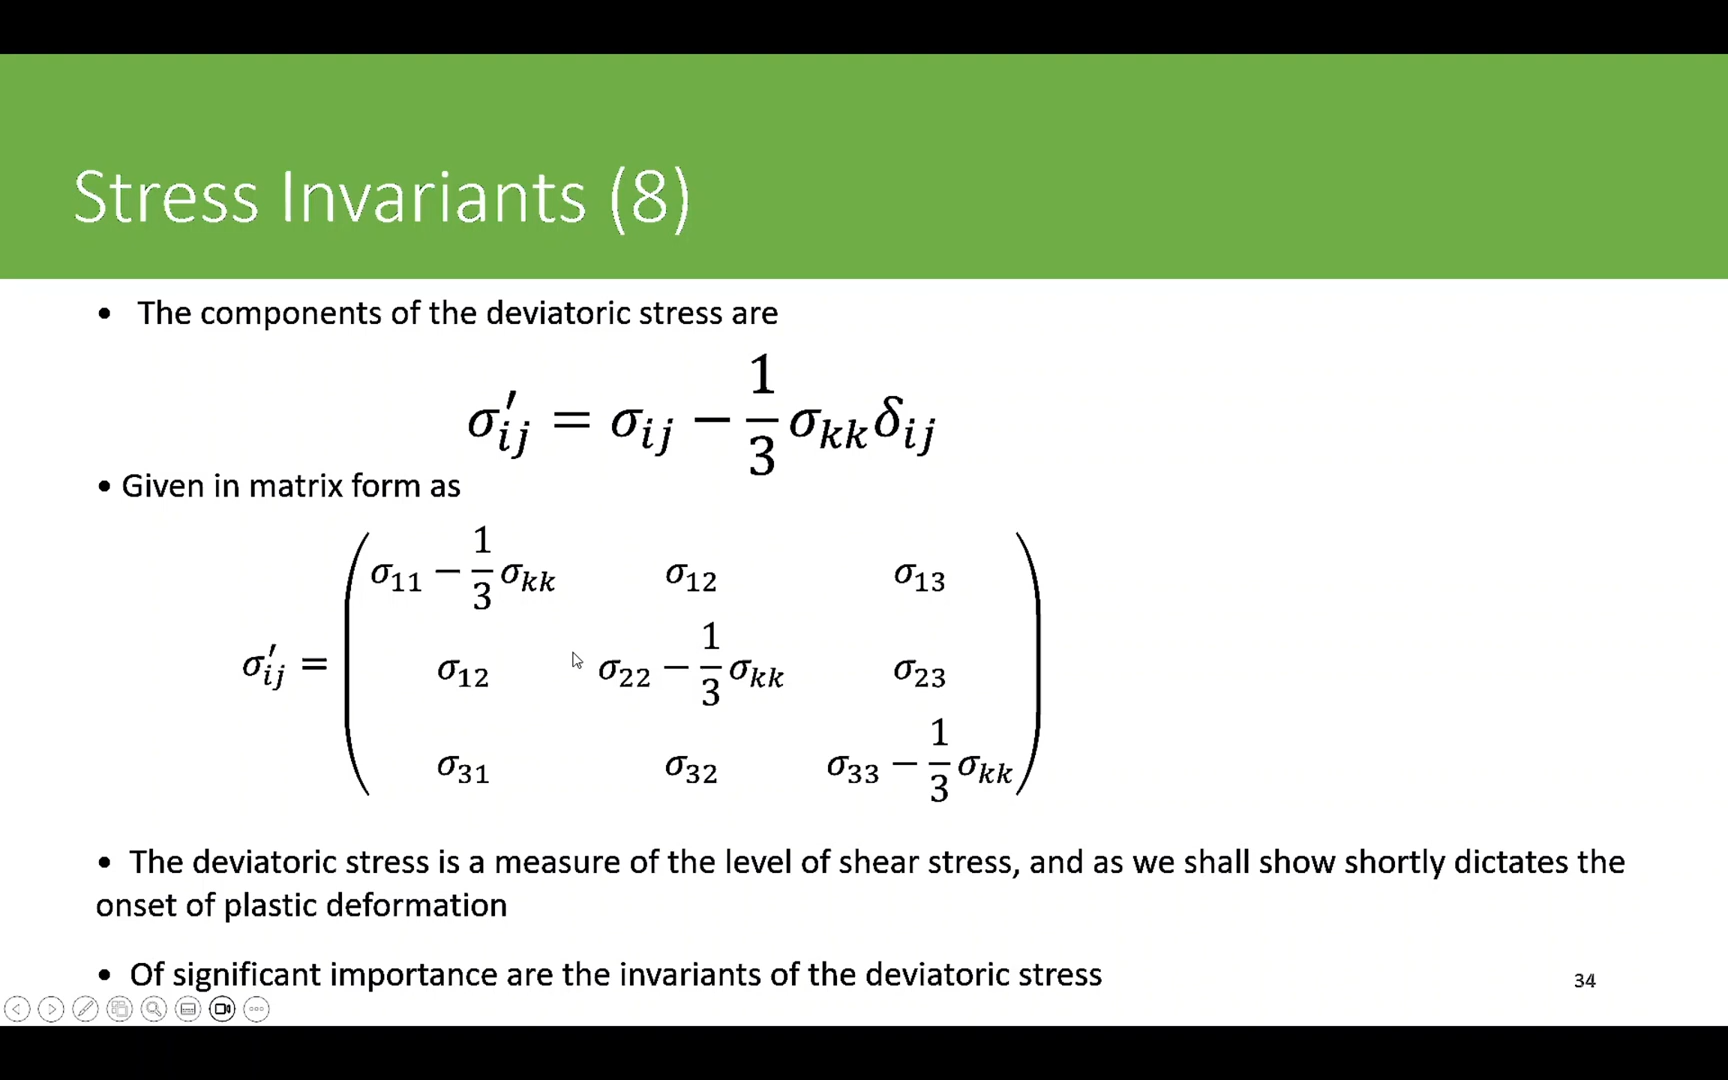 Stress Invariants (8)
• The components of the deviatoric stress are
σ′ij = σij − 1/3 σkk δij
• Given in matrix form as
σ′ij = ( σ11 − 1/3 σkk   σ12   σ13
σ12   σ22 − 1/3 σkk   σ23
σ31   σ32   σ33 − 1/3 σkk )
• The deviatoric stress is a measure of the level of shear stress, and as we shall show shortly dictates the
onset of plastic deformation
• Of significant importance are the invariants of the deviatoric stress
34